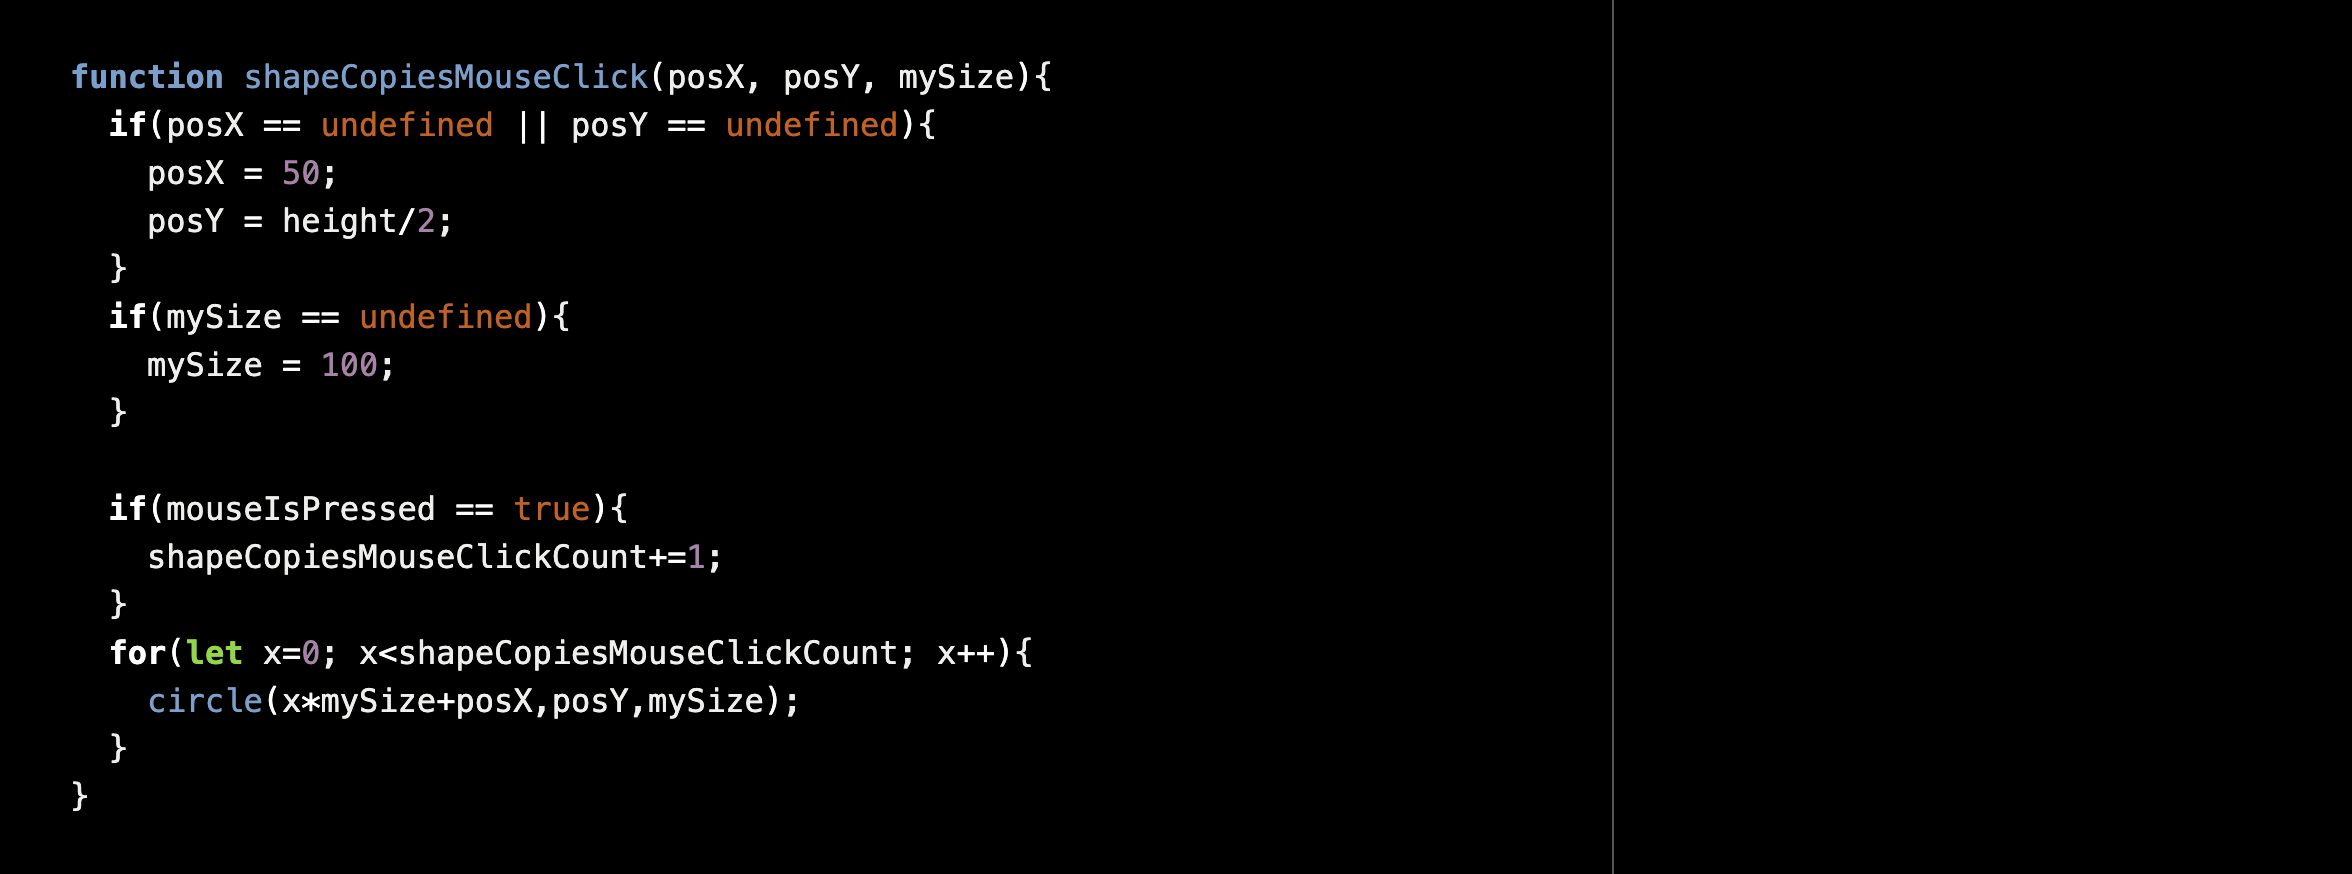 function shapeCopiesMouseClick(posX, posY, mySize){
  if(posX == undefined || posY == undefined){
    posX = 50;
    posY = height/2;
  }
  if(mySize == undefined){
    mySize = 100;
  }

  if(mouseIsPressed == true){
    shapeCopiesMouseClickCount+=1;
  }
  for(let x=0; x<shapeCopiesMouseClickCount; x++){
    circle(x*mySize+posX,posY,mySize);
  }
}